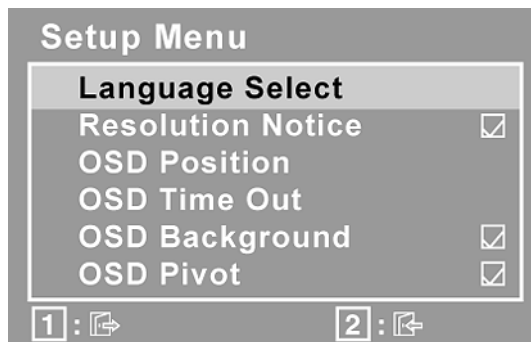 Setup Menu
Language Select
Resolution Notice
OSD Position
OSD Time Out
OSD Background
OSD Pivot
1 : 2 :